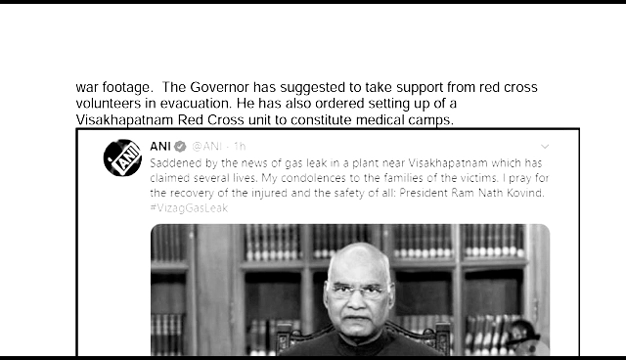 war footage.  The Governor has suggested to take support from red cross
volunteers in evacuation. He has also ordered setting up of a
Visakhapatnam Red Cross unit to constitute medical camps.
ANI
ANI @ANI · 1h
Saddened by the news of gas leak in a plant near Visakhapatnam which has
claimed several lives. My condolences to the families of the victims. I pray for
the recovery of the injured and the safety of all: President Ram Nath Kovind.
#VizagGasLeak